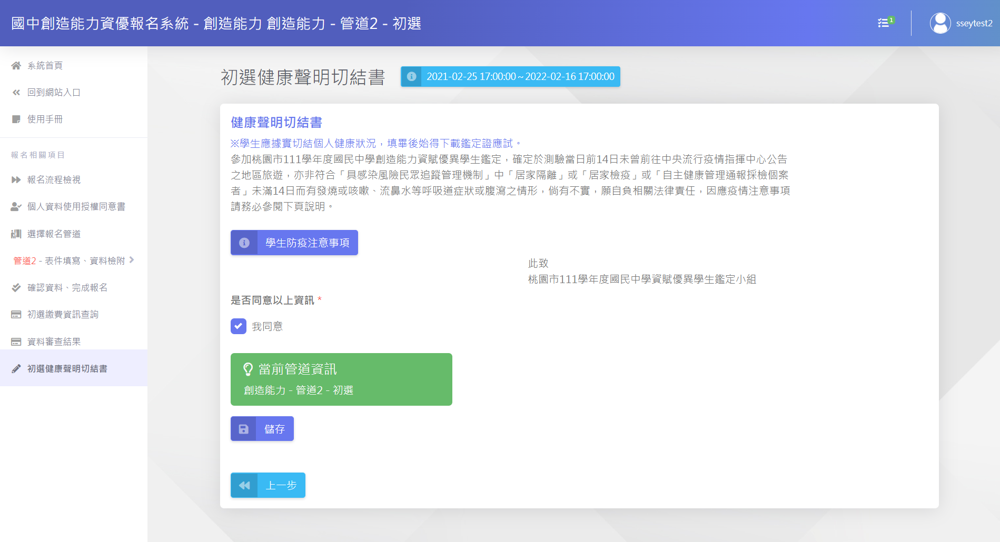 國中創造能力資優報名系統 - 創造能力 創造能力 - 管道2 - 初選
1
sseytest2
系統首頁
回到網站入口
使用手冊
報名相關項目
報名流程檢視
個人資料使用授權同意書
選擇報名管道
管道2 - 表件填寫、資料檢附
確認資料、完成報名
初選繳費資訊查詢
資料審查結果
初選健康聲明切結書
初選健康聲明切結書
2021-02-25 17:00:00 ~ 2022-02-16 17:00:00
健康聲明切結書
※學生應據實切結個人健康狀況，填畢後始得下載鑑定證應試。
參加桃園市111學年度國民中學創造能力資賦優異學生鑑定，確定於測驗當日前14日未曾前往中央流行疫情指揮中心公告
之地區旅遊，亦非符合「具感染風險民眾追蹤管理機制」中「居家隔離」或「居家檢疫」或「自主健康管理通報採檢個案
者」未滿14日而有發燒或咳嗽、流鼻水等呼吸道症狀或腹瀉之情形，倘有不實，願自負相關法律責任，因應疫情注意事項
請務必參閱下頁說明。
學生防疫注意事項
此致
桃園市111學年度國民中學資賦優異學生鑑定小組
是否同意以上資訊 *
我同意
當前管道資訊
創造能力 - 管道2 - 初選
儲存
上一步